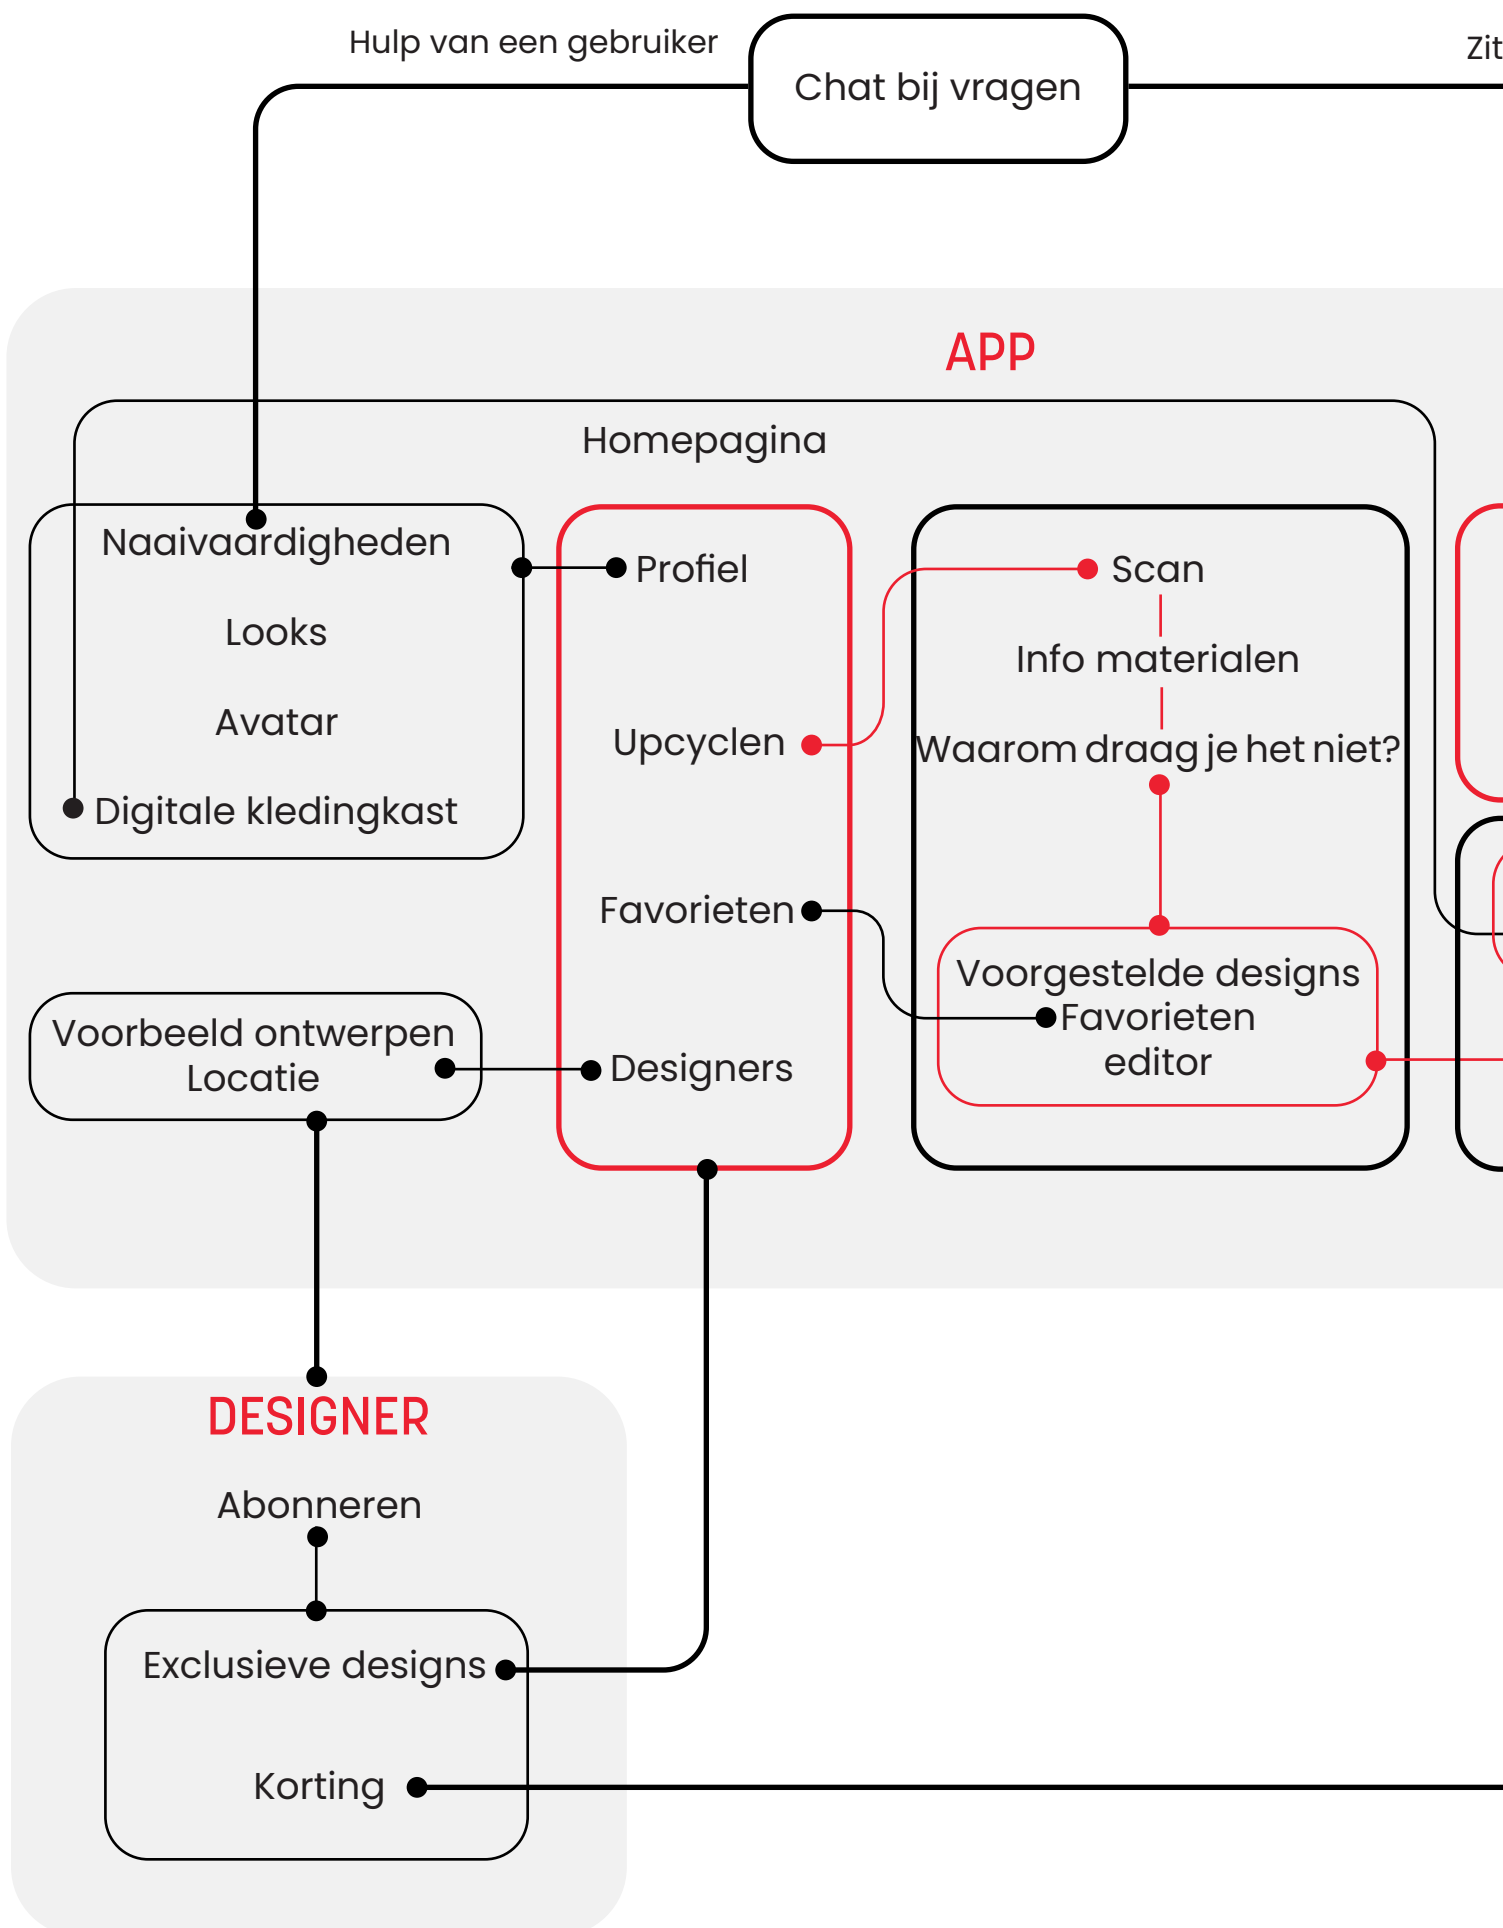 Hulp van een gebruiker
Chat bij vragen
Zit
APP
Homepagina
Naaivaardigheden
Looks
Avatar
Digitale kledingkast
Voorbeeld ontwerpen
Locatie
Profiel
Upcyclen
Favorieten
Designers
Scan
Info materialen
Waarom draag je het niet?
Voorgestelde designs
Favorieten
editor
DESIGNER
Abonneren
Exclusieve designs
Korting